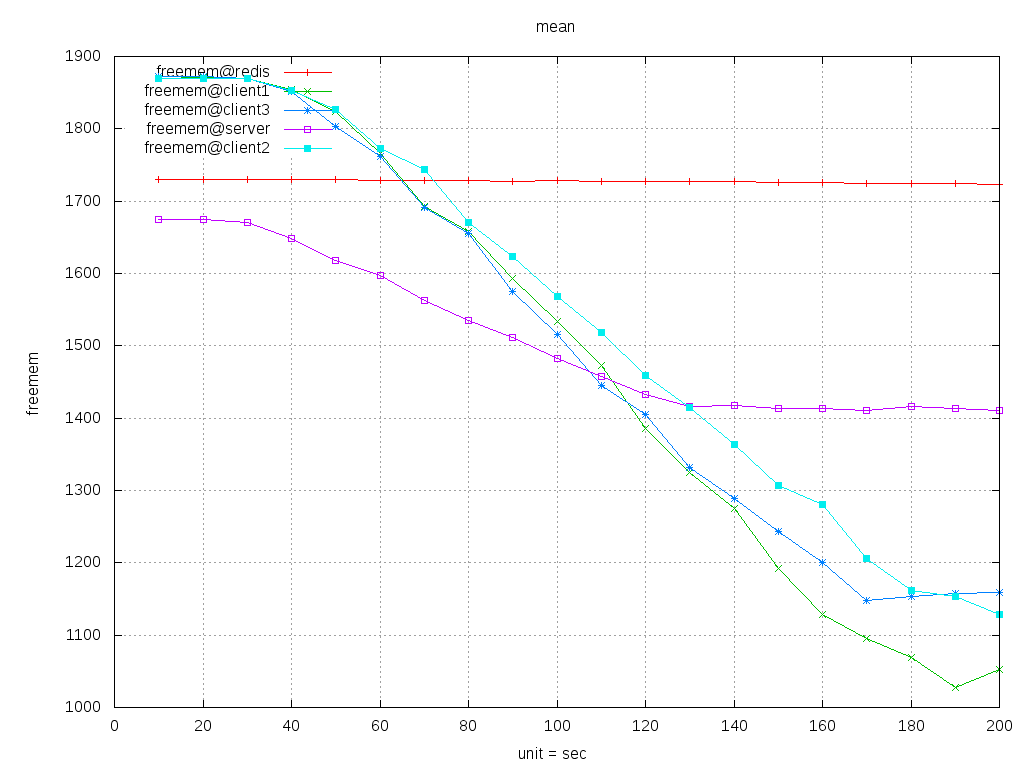 mean
1900
1800
1700
1600
1500
1400
1300
1200
1100
1000
freemem
freemem@redis
freemem@client1
freemem@client3
freemem@server
freemem@client2
0 20 40 60 80 100 120 140 160 180 200
unit = sec